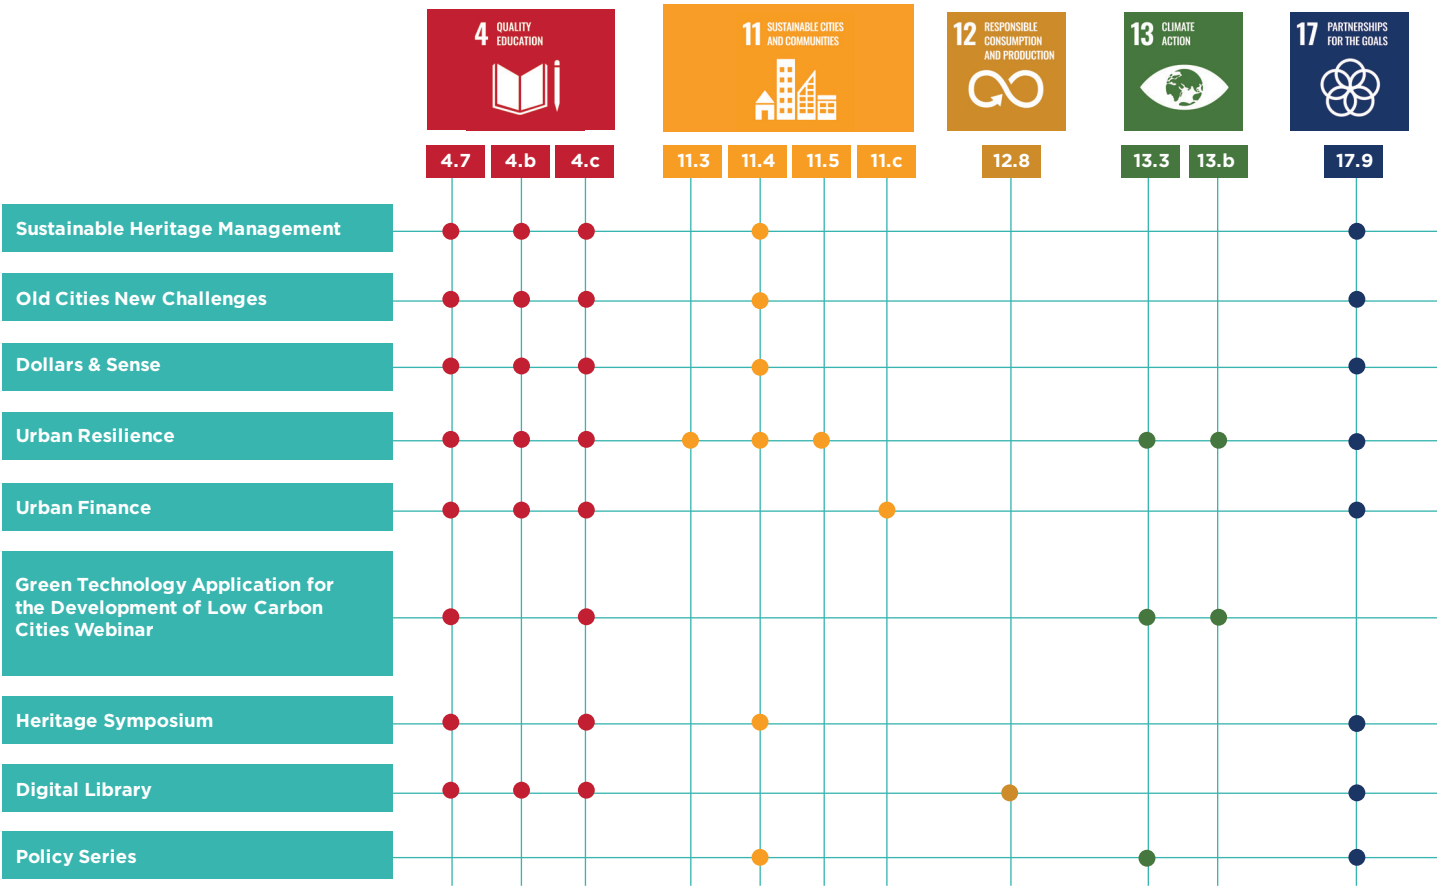 4 QUALITY
EDUCATION
11 SUSTAINABLE CITIES
AND COMMUNITIES
12 RESPONSIBLE
CONSUMPTION
AND PRODUCTION
13 CLIMATE
ACTION
17 PARTNERSHIPS
FOR THE GOALS
4.7 4.b 4.c 11.3 11.4 11.5 11.c 12.8 13.3 13.b 17.9
Sustainable Heritage Management
Old Cities New Challenges
Dollars & Sense
Urban Resilience
Urban Finance
Green Technology Application for
the Development of Low Carbon
Cities Webinar
Heritage Symposium
Digital Library
Policy Series